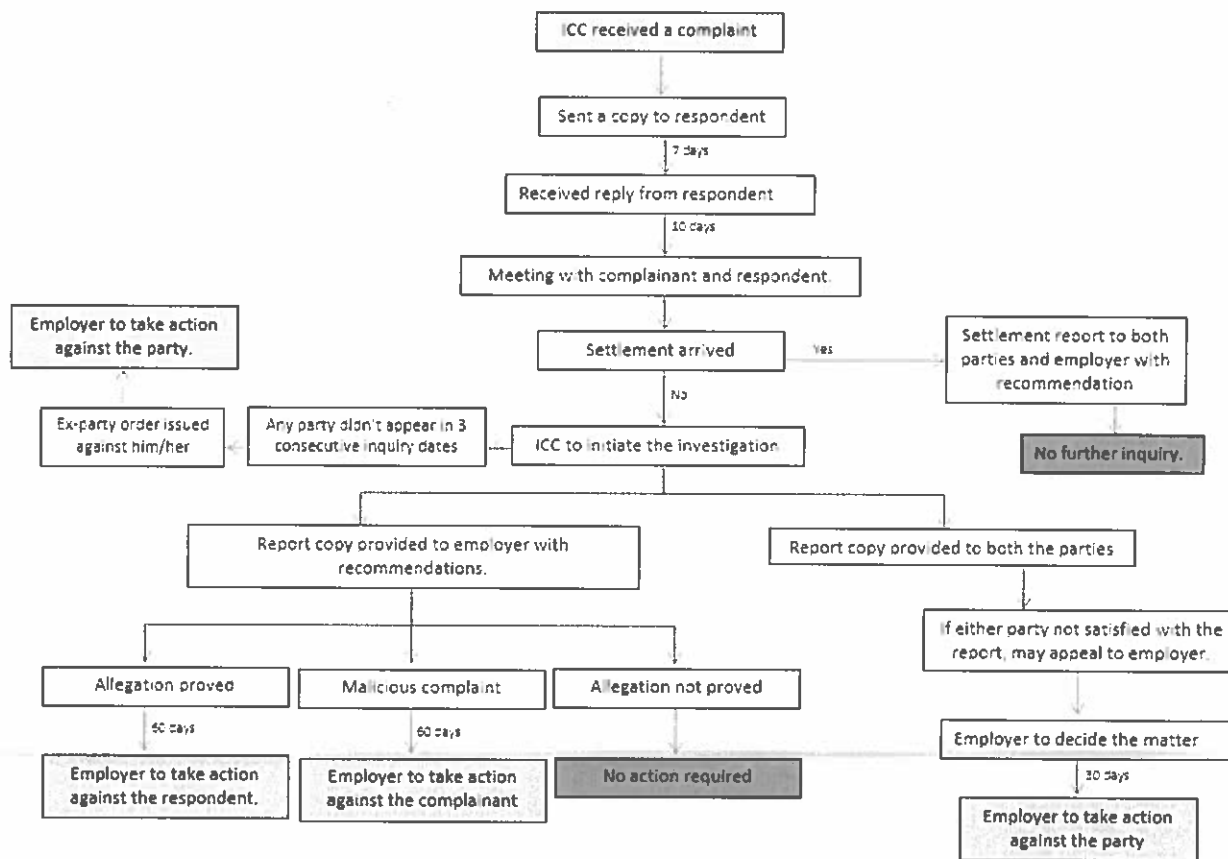 ICC received a complaint
Sent a copy to respondent
7 days
Received reply from respondent
10 days
Meeting with complainant and respondent.
Employer to take action
against the party.
Settlement arrived
Yes
Settlement report to both
parties and employer with
recommendation
No
Ex-party order issued
against him/her
Any party didn't appear in 3
consecutive inquiry dates
ICC to initiate the investigation
No further inquiry.
Report copy provided to employer with
recommendations.
Report copy provided to both the parties
If either party not satisfied with the
report, may appeal to employer.
Allegation proved
Malicious complaint
Allegation not proved
60 days
60 days
Employer to decide the matter
Employer to take action
against the respondent.
Employer to take action
against the complainant
No action required
30 days
Employer to take action
against the party